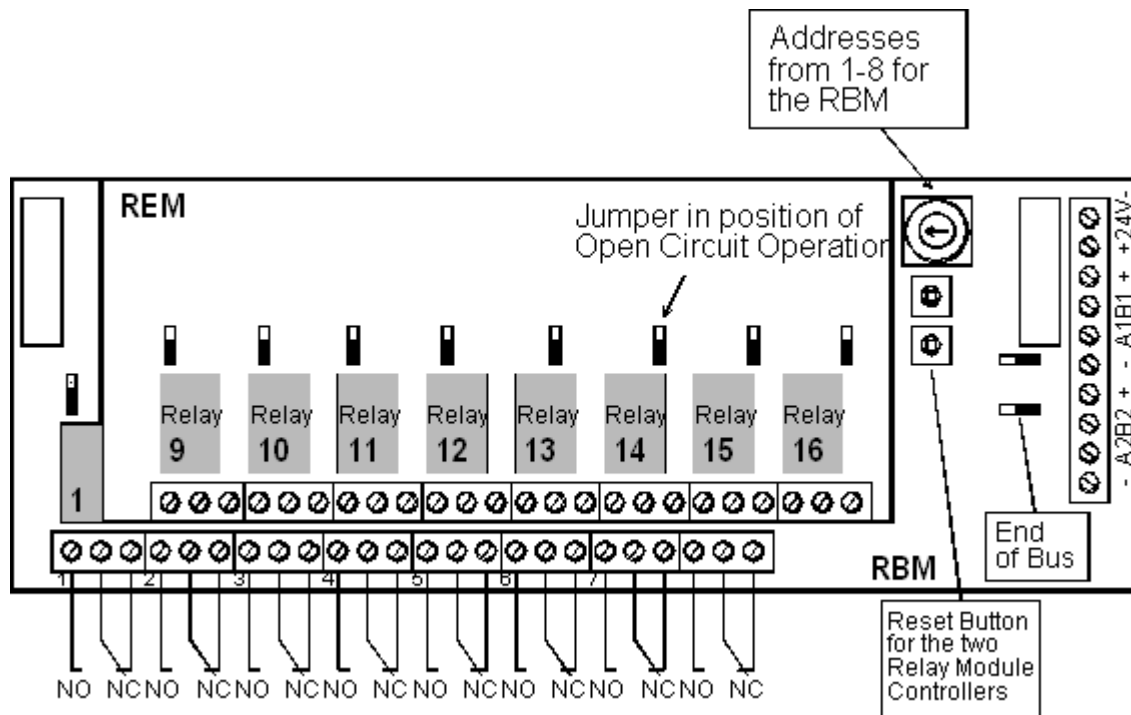 Addresses
from 1-8 for
the RBM
REM
Jumper in position of
Open Circuit Operation
- A2B2 + - A1B1 + +24V-
Relay Relay Relay Relay Relay Relay Relay Relay
9 10 11 12 13 14 15 16
1
1 2 3 4 5 6 7
RBM
End
of Bus
NO NC NO NC NO NC NO NC NO NC NO NC NO NC NO NC
Reset Button
for the two
Relay Module
Controllers